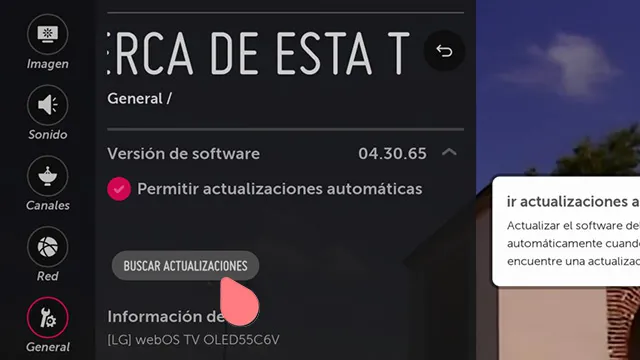 ERCA DE ESTA T
General /
Imagen
Sonido
Canales
Red
General
Versión de software 04.30.65
Permitir actualizaciones automáticas
BUSCAR ACTUALIZACIONES
Información de
[LG] webOS TV OLED55C6V
ir actualizaciones a
Actualizar el software del
automáticamente cuando
encuentre una actualizac